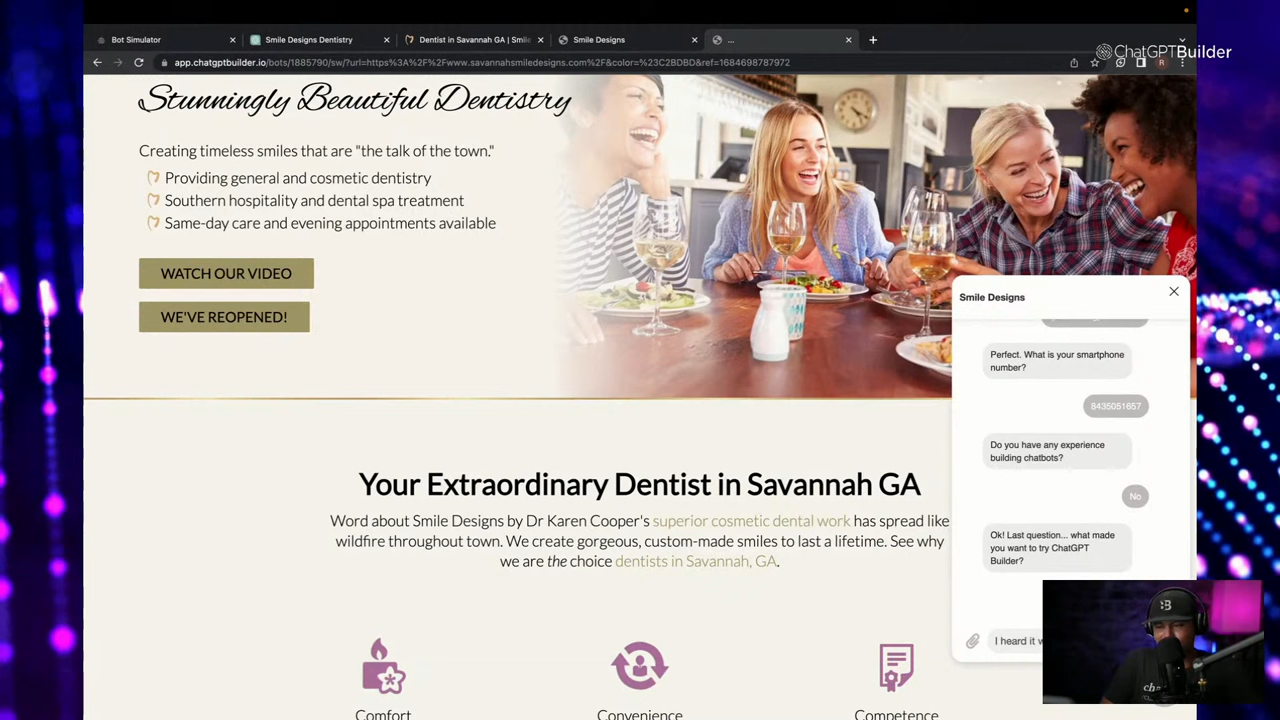 Bot Simulator
Smile Designs Dentistry
Dentist in Savannah GA | Smile
Smile Designs
...
ChatGPTBuilder
app.chatgptbuilder.io/bots/1885790/sw/?url=https%3A%2F%2Fwww.savannahsmiledesigns.com%2F&color=%23C2BDBD&ref=1684698787972
R
Stunningly Beautiful Dentistry
Creating timeless smiles that are "the talk of the town."
Providing general and cosmetic dentistry
Southern hospitality and dental spa treatment
Same-day care and evening appointments available
WATCH OUR VIDEO
WE'VE REOPENED!
Your Extraordinary Dentist in Savannah GA
Word about Smile Designs by Dr Karen Cooper's superior cosmetic dental work has spread like
wildfire throughout town. We create gorgeous, custom-made smiles to last a lifetime. See why
we are the choice dentists in Savannah, GA.
Comfort
Convenience
Competence
Smile Designs
Perfect. What is your smartphone
number?
8435051657
Do you have any experience
building chatbots?
No
Ok! Last question... what made
you want to try ChatGPT
Builder?
I heard it w
B